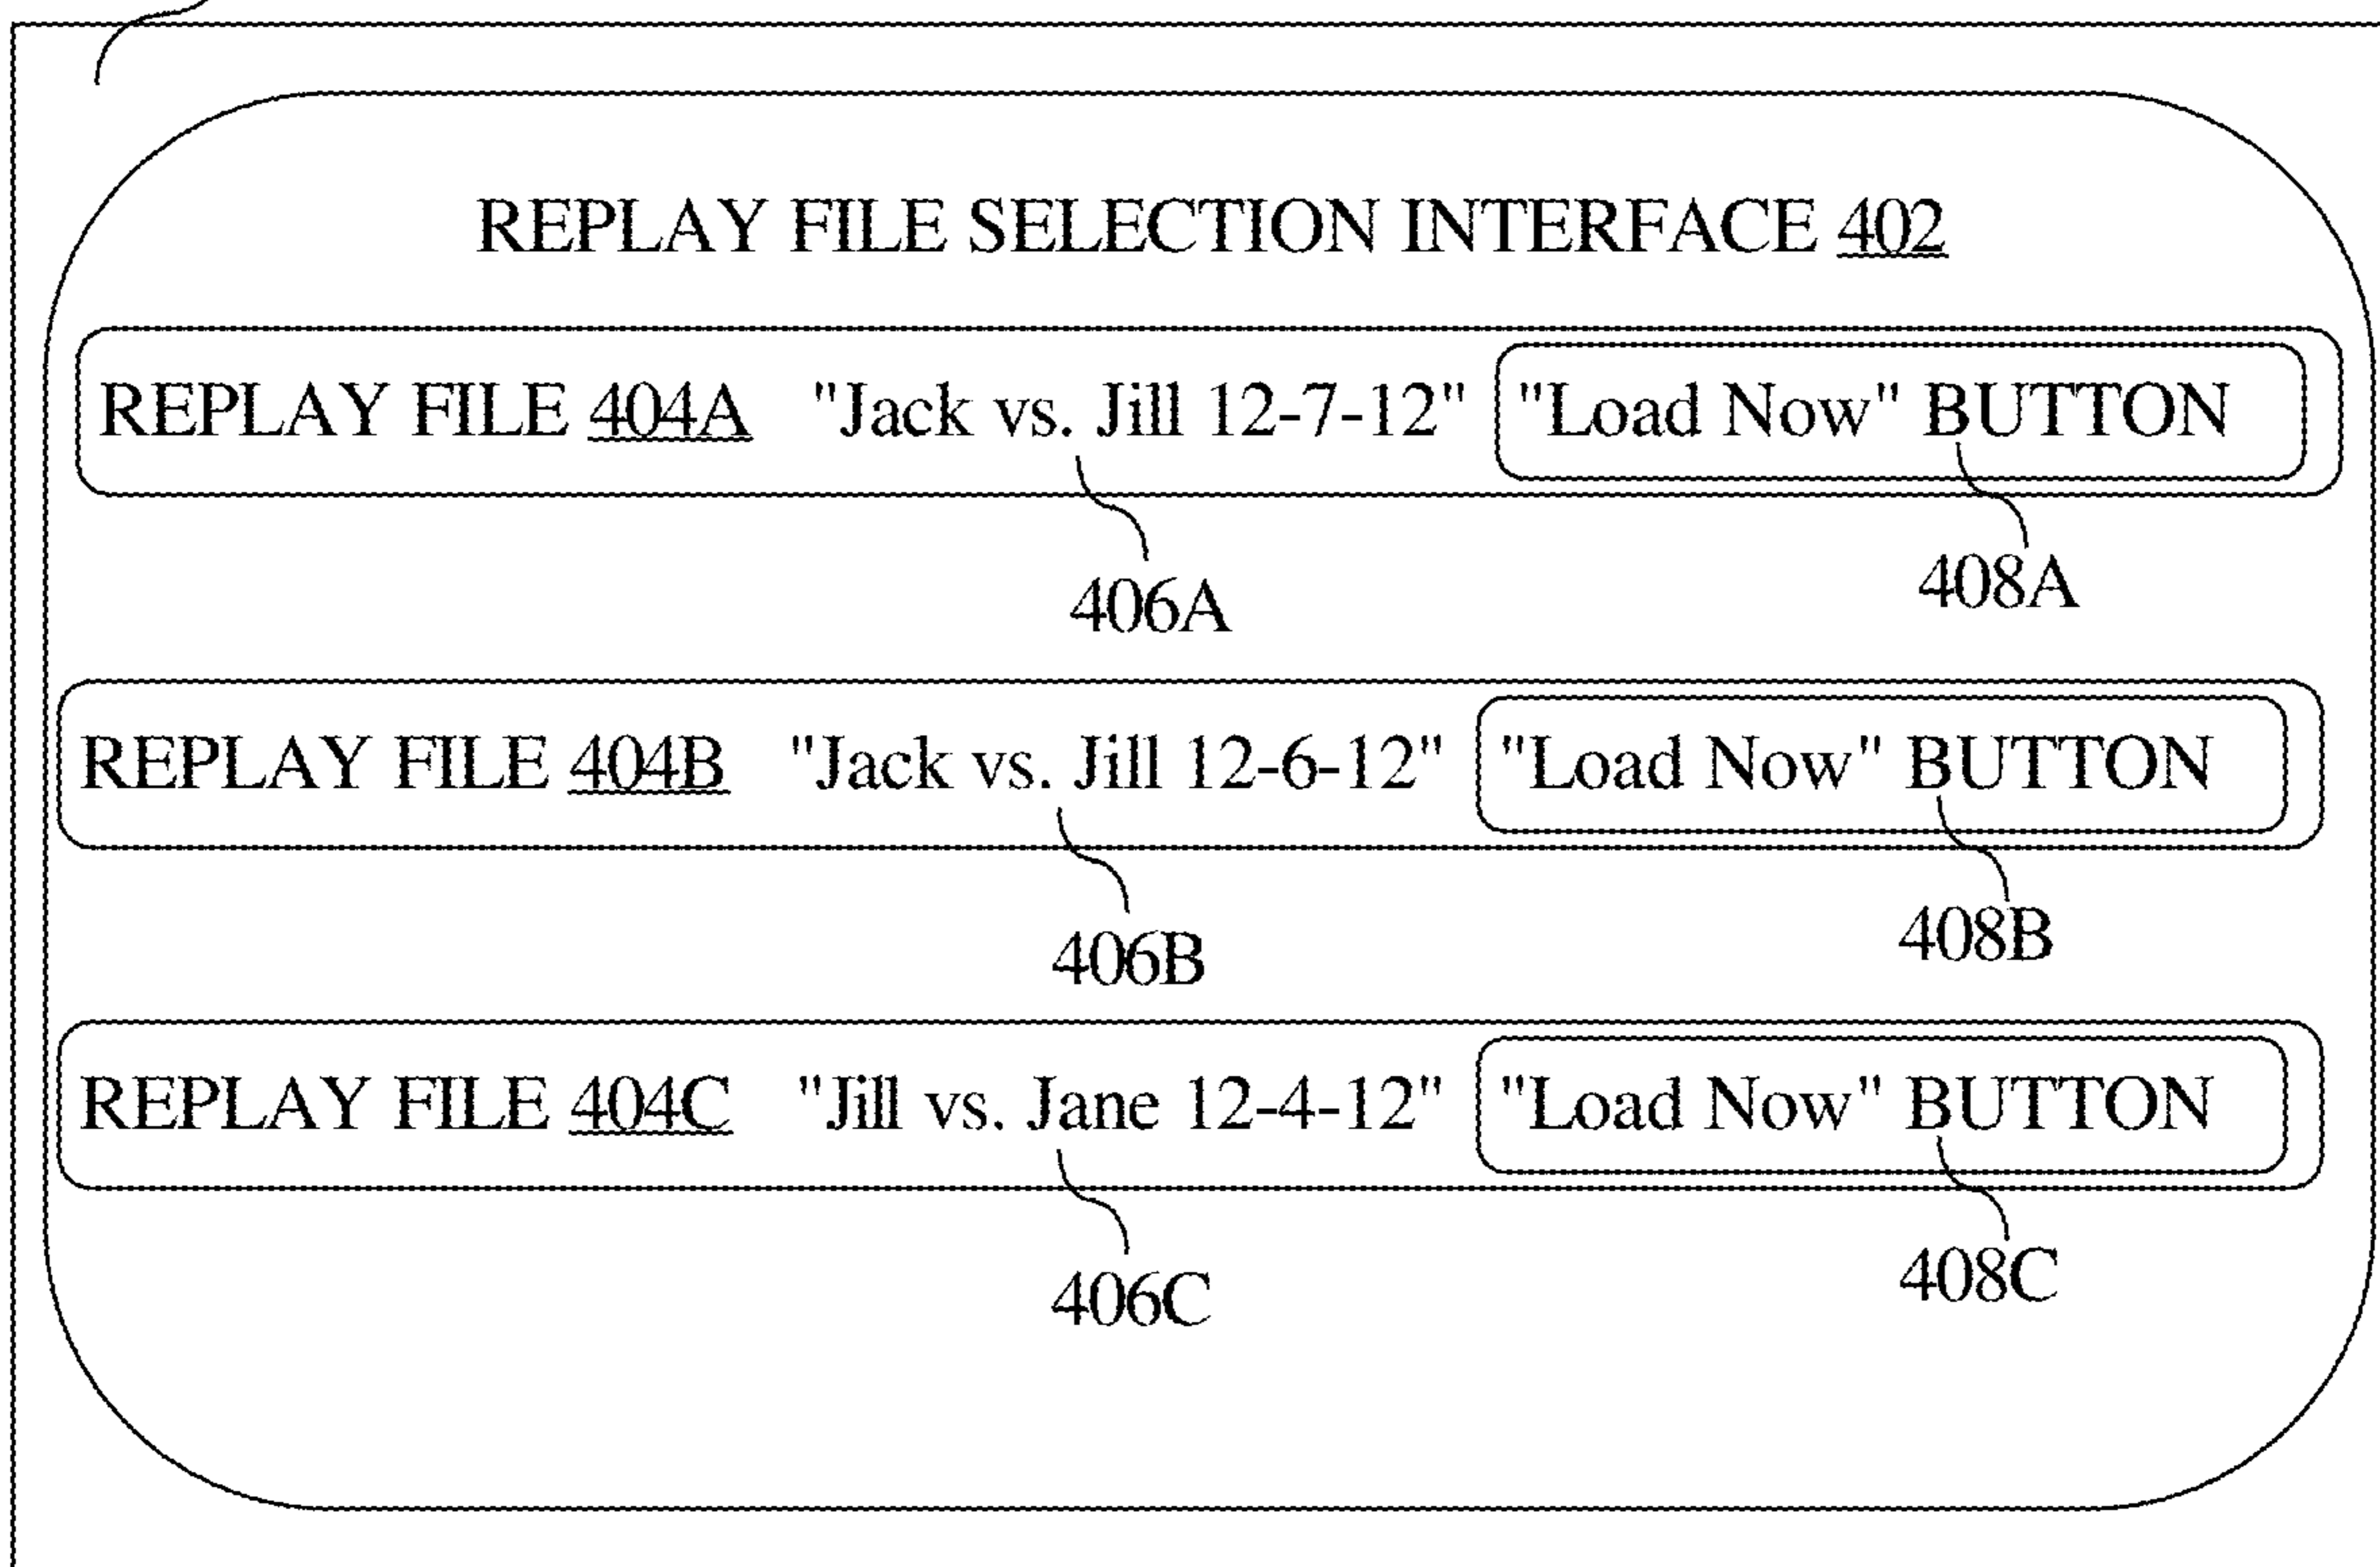 REPLAY FILE SELECTION INTERFACE 402
REPLAY FILE 404A "Jack vs. Jill 12-7-12" "Load Now" BUTTON
408A
406A
REPLAY FILE 404B "Jack vs. Jill 12-6-12" "Load Now" BUTTON
408B
406B
REPLAY FILE 404C "Jill vs. Jane 12-4-12" "Load Now" BUTTON
408C
406C